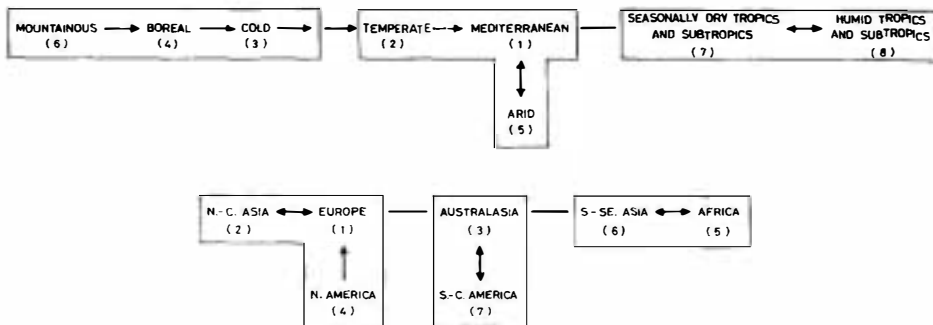 MOUNTAINOUS
(6)
BOREAL
(4)
COLD
(3)
TEMPERATE
(2)
MEDITERRANEAN
(1)
ARID
(5)
SEASONALLY DRY TROPICS
AND SUBTROPICS
(7)
HUMID TROPICS
AND SUBTROPICS
(8)
N.-C. ASIA
(2)
EUROPE
(1)
N. AMERICA
(4)
AUSTRALASIA
(3)
S.-C. AMERICA
(7)
S-SE. ASIA
(6)
AFRICA
(5)